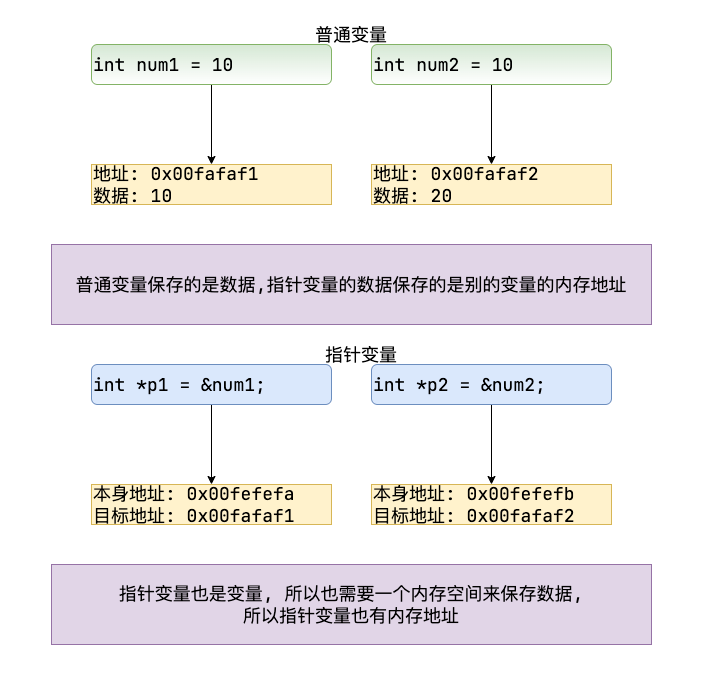 普通变量
int num1 = 10
int num2 = 10
地址: 0x00fafaf1
数据: 10
地址: 0x00fafaf2
数据: 20
普通变量保存的是数据,指针变量的数据保存的是别的变量的内存地址
指针变量
int *p1 = &num1;
int *p2 = &num2;
本身地址: 0x00fefefa
目标地址: 0x00fafaf1
本身地址: 0x00fefefb
目标地址: 0x00fafaf2
指针变量也是变量, 所以也需要一个内存空间来保存数据,
所以指针变量也有内存地址